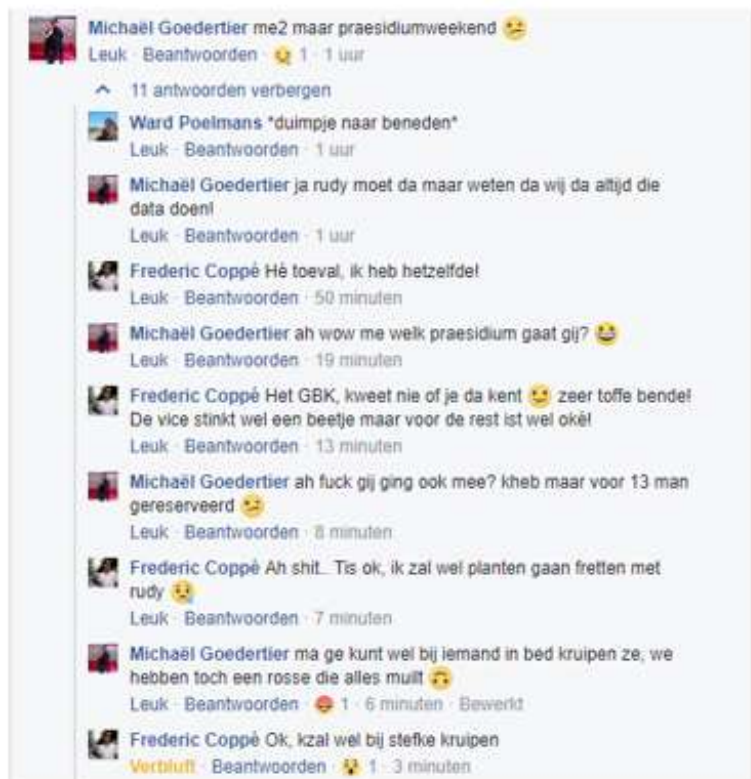 Michaël Goedertier me2 maar praesidiumweekend
Leuk · Beantwoorden · 1 · 1 uur
11 antwoorden verbergen
Ward Poelmans *duimpje naar beneden*
Leuk · Beantwoorden · 1 uur
Michaël Goedertier ja rudy moet da maar weten da wij da altijd die
data doen!
Leuk · Beantwoorden · 1 uur
Frederic Coppé Hé toeval, ik heb hetzelfde!
Leuk · Beantwoorden · 50 minuten
Michaël Goedertier ah wow me welk praesidium gaat gij?
Leuk · Beantwoorden · 19 minuten
Frederic Coppé Het GBK, kweet nie of je da kent zeer toffe bende!
De vice stinkt wel een beetje maar voor de rest ist wel oké!
Leuk · Beantwoorden · 13 minuten
Michaël Goedertier ah fuck gij ging ook mee? kheb maar voor 13 man
gereserveerd
Leuk · Beantwoorden · 8 minuten
Frederic Coppé Ah shit.. Tis ok, ik zal wel planten gaan fretten met
rudy
Leuk · Beantwoorden · 7 minuten
Michaël Goedertier ma ge kunt wel bij iemand in bed kruipen ze, we
hebben toch een rosse die alles muilt
Leuk · Beantwoorden · 1 · 6 minuten · Bewerkt
Frederic Coppé Ok, kzal wel bij stefke kruipen
Verbluft · Beantwoorden · 1 · 3 minuten